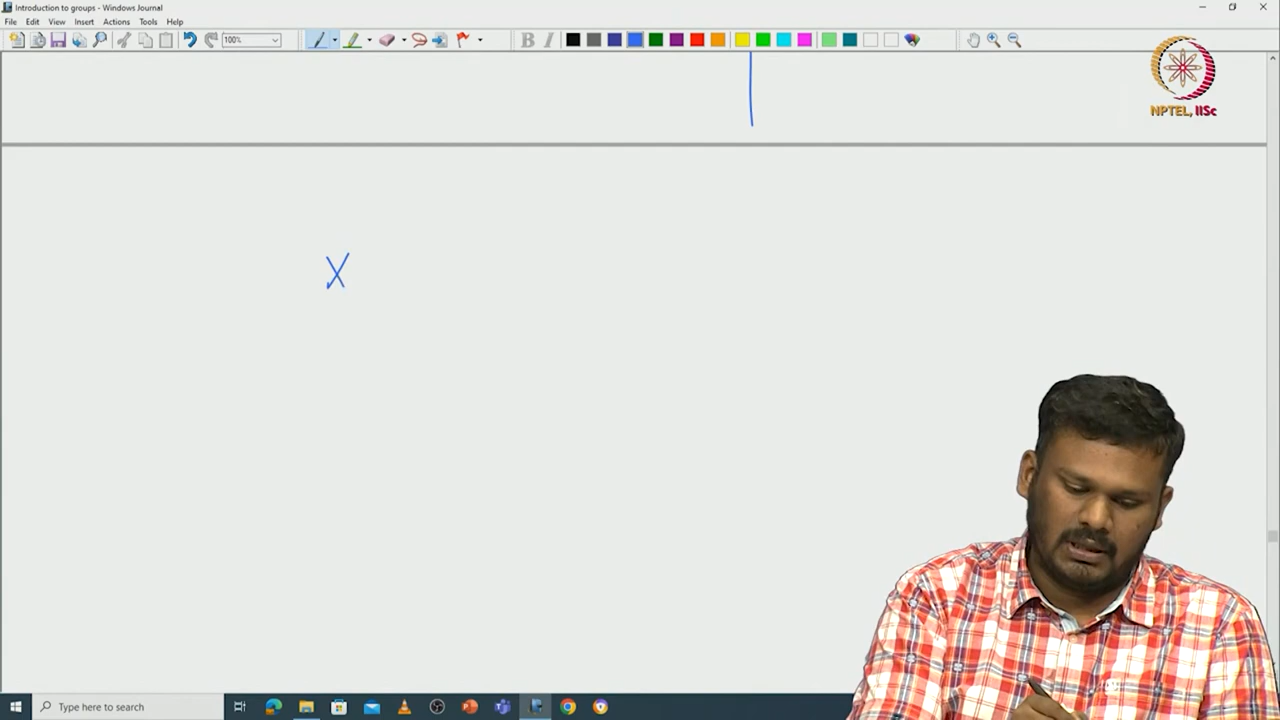 Introduction to groups - Windows Journal
File Edit View Insert Actions Tools Help
100%
B I
NPTEL, IISc
X
Type here to search